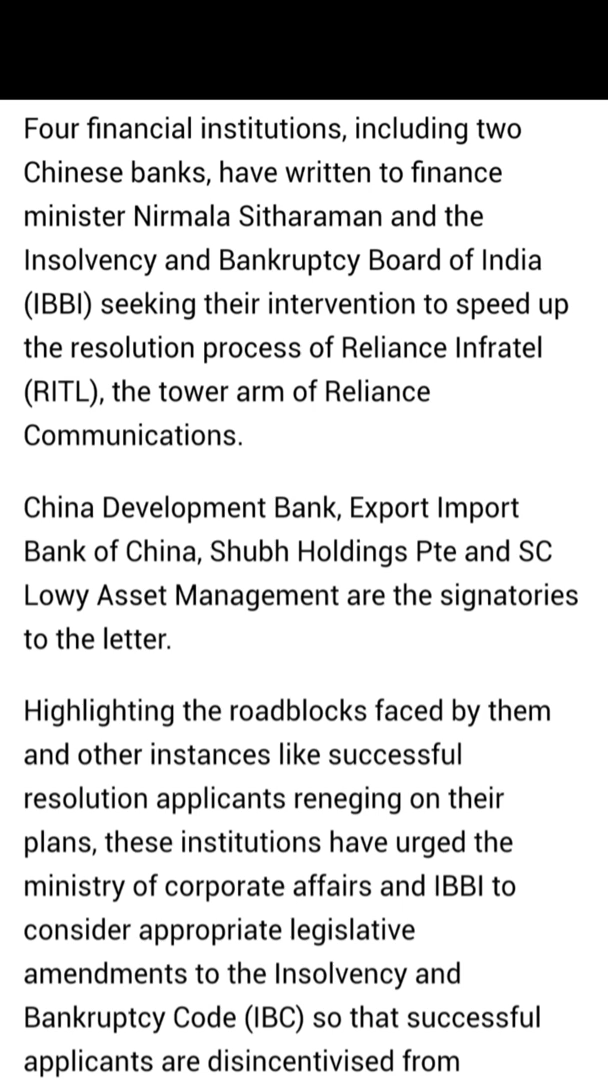 Four financial institutions, including two
Chinese banks, have written to finance
minister Nirmala Sitharaman and the
Insolvency and Bankruptcy Board of India
(IBBI) seeking their intervention to speed up
the resolution process of Reliance Infratel
(RITL), the tower arm of Reliance
Communications.
China Development Bank, Export Import
Bank of China, Shubh Holdings Pte and SC
Lowy Asset Management are the signatories
to the letter.
Highlighting the roadblocks faced by them
and other instances like successful
resolution applicants reneging on their
plans, these institutions have urged the
ministry of corporate affairs and IBBI to
consider appropriate legislative
amendments to the Insolvency and
Bankruptcy Code (IBC) so that successful
applicants are disincentivised from